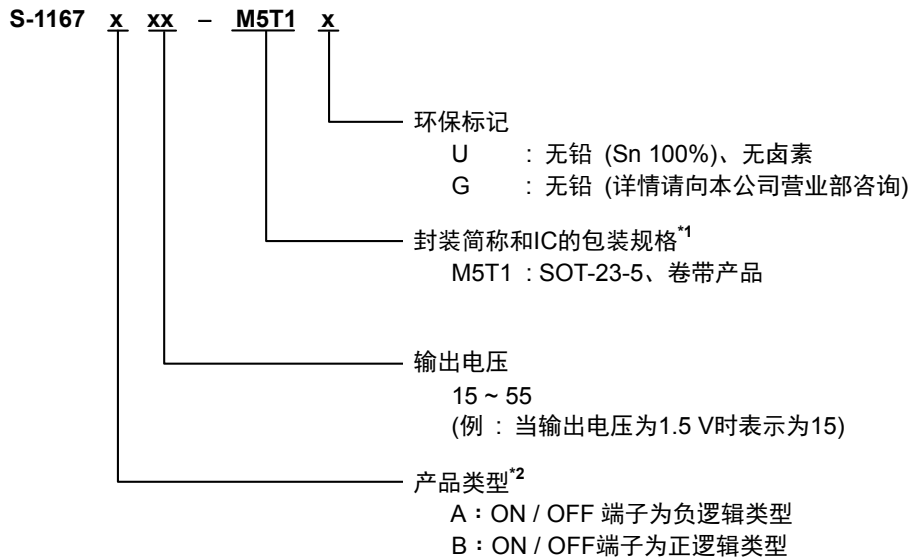 S-1167 x xx – M5T1 x
环保标记
U : 无铅 (Sn 100%)、无卤素
G : 无铅 (详情请向本公司营业部咨询)
封装简称和IC的包装规格*1
M5T1 : SOT-23-5、卷带产品
输出电压
15 ~ 55
(例 : 当输出电压为1.5 V时表示为15)
产品类型*2
A：ON / OFF 端子为负逻辑类型
B：ON / OFF端子为正逻辑类型